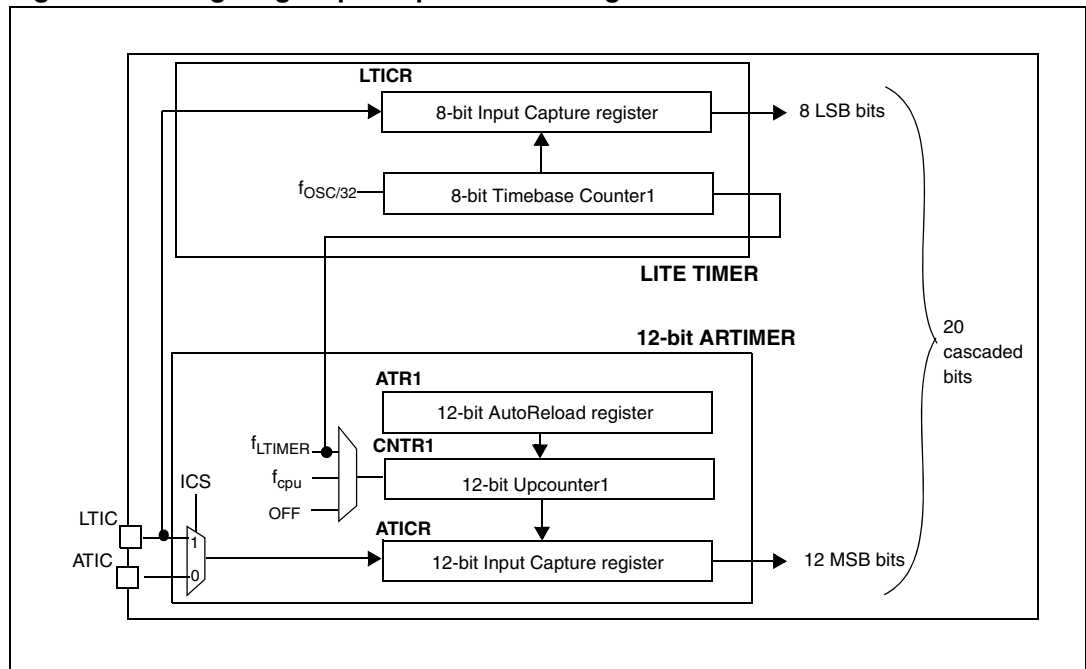 LTICR
8-bit Input Capture register
8 LSB bits
fOSC/32
8-bit Timebase Counter1
LITE TIMER
20
cascaded
bits
12-bit ARTIMER
ATR1
12-bit AutoReload register
fLTIMER
CNTR1
fcpu
12-bit Upcounter1
OFF
ICS
LTIC
1
ATICR
ATIC
0
12-bit Input Capture register
12 MSB bits